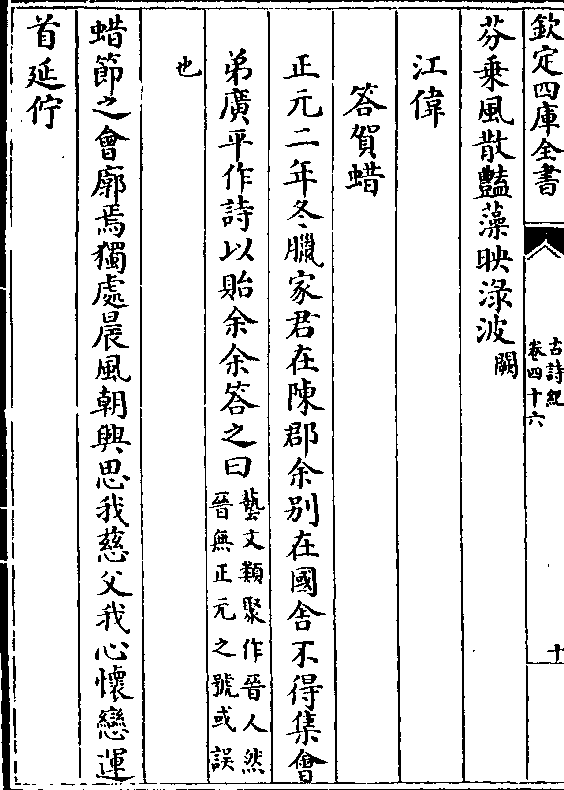 欽定四庫全書
古詩紀
卷四十六
十
芬乗風散豔藻映渌波闕
江偉
答賀蜡
正元二年冬臘家君在陳郡余别在國舍不得集會
弟廣平作詩以貽余余答之曰
藝文類聚作晉人然
晉無正元之號或誤
也
蜡節之會廓焉獨處晨風朝興思我慈父我心懷戀運
首延佇